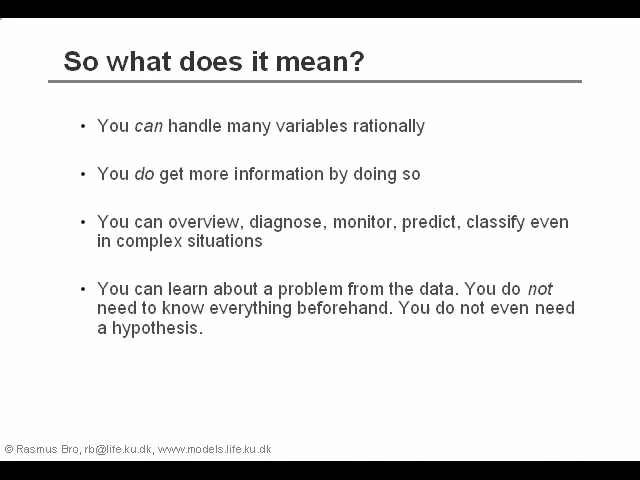 So what does it mean?
• You can handle many variables rationally
• You do get more information by doing so
• You can overview, diagnose, monitor, predict, classify even
in complex situations
• You can learn about a problem from the data. You do not
need to know everything beforehand. You do not even need
a hypothesis.
© Rasmus Bro, rb@life.ku.dk, www.models.life.ku.dk